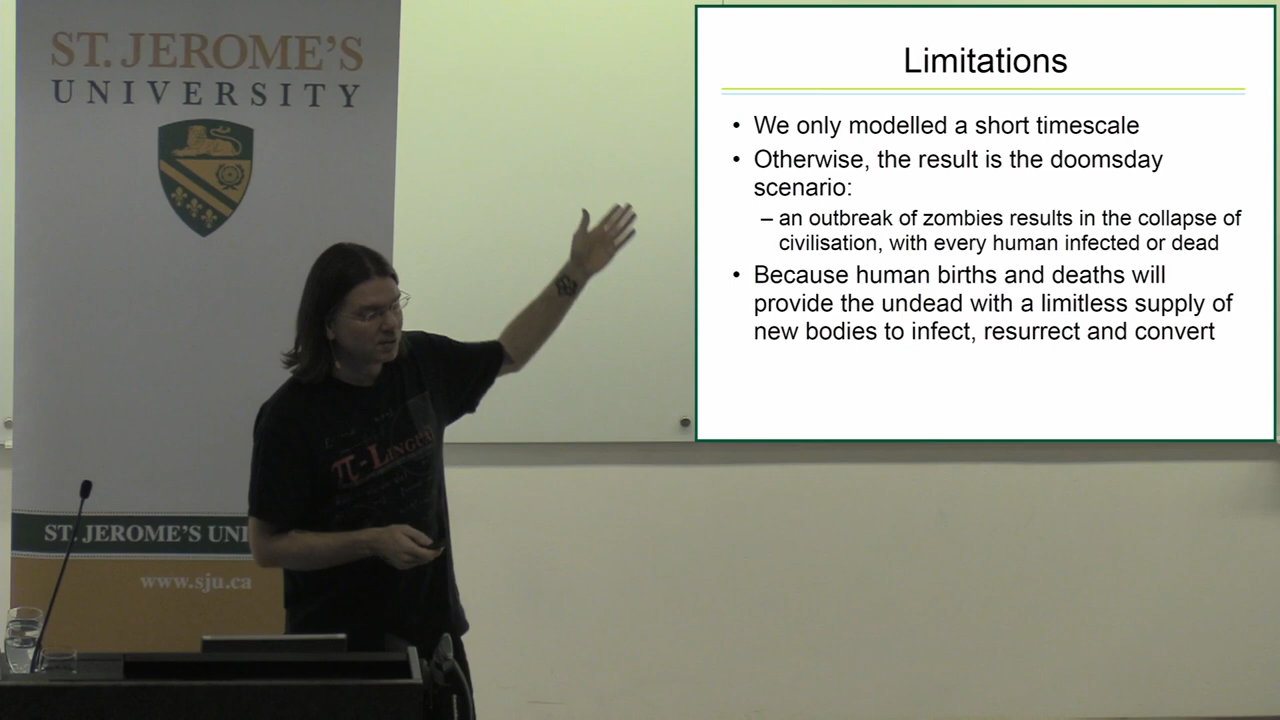 ST. JEROME'S
UNIVERSITY
ST. JEROME'S UNI
www.sju.ca
π-LINGU
Limitations
• We only modelled a short timescale
• Otherwise, the result is the doomsday
scenario:
– an outbreak of zombies results in the collapse of
civilisation, with every human infected or dead
• Because human births and deaths will
provide the undead with a limitless supply of
new bodies to infect, resurrect and convert